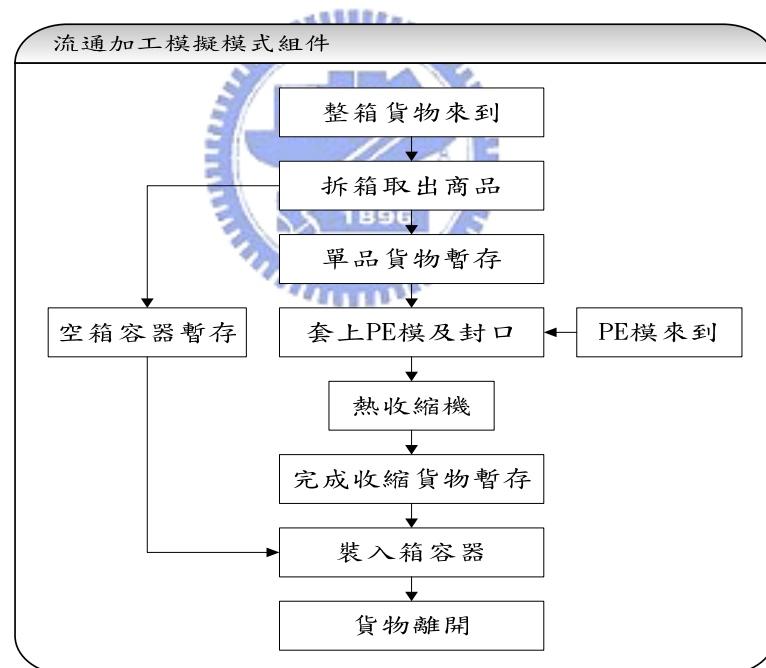 流通加工模擬模式組件
整箱貨物來到
拆箱取出商品
1896
單品貨物暫存
空箱容器暫存
套上PE模及封口
PE模來到
熱收縮機
完成收縮貨物暫存
裝入箱容器
貨物離開